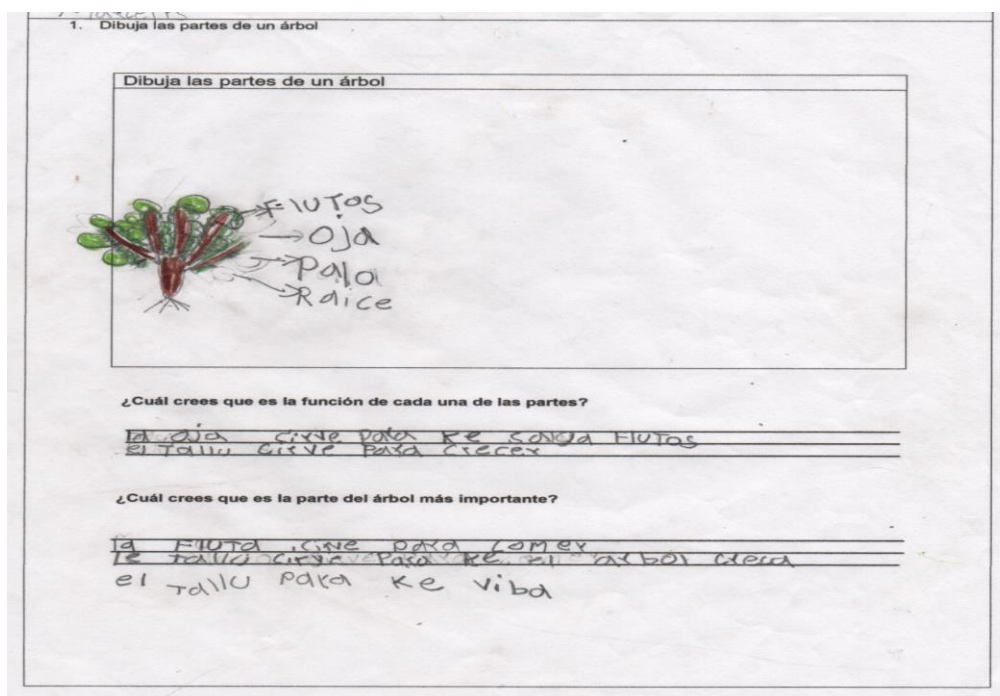 1. Dibuja las partes de un árbol
Dibuja las partes de un árbol
Flutos
Oja
Palo
Raice
¿Cuál crees que es la función de cada una de las partes?
la oja cirve para ke salga Flutos
el Tallu cirve para crecer
¿Cuál crees que es la parte del árbol más importante?
la Fluta cirve para comer
le Tallu cirve para ke el arbol cresca
el Tallu para ke viba